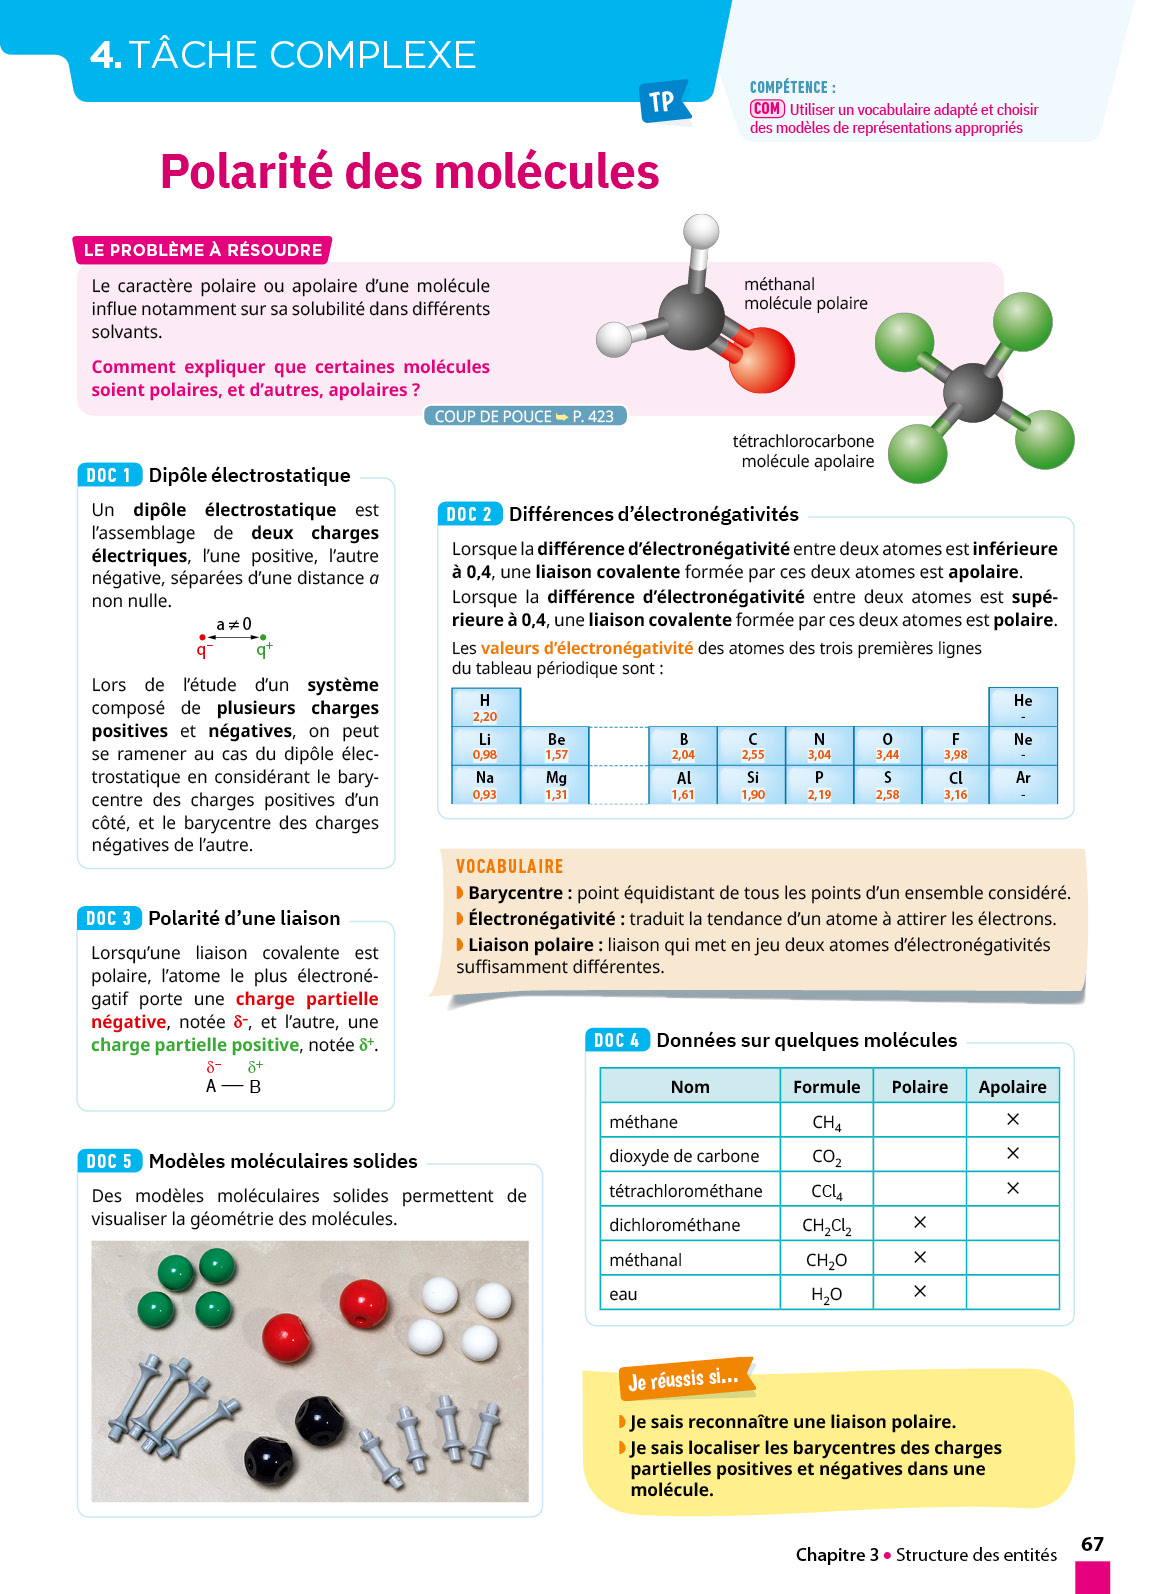 4. TÂCHE COMPLEXE
TP
COMPÉTENCE :
COM Utiliser un vocabulaire adapté et choisir
des modèles de représentations appropriés
Polarité des molécules
LE PROBLÈME À RÉSOUDRE
Le caractère polaire ou apolaire d’une molécule
influe notamment sur sa solubilité dans différents
solvants.
Comment expliquer que certaines molécules
soient polaires, et d’autres, apolaires ?
COUP DE POUCE ➥ P. 423
méthanal
molécule polaire
tétrachlorocarbone
molécule apolaire
DOC 1 Dipôle électrostatique
Un dipôle électrostatique est
l’assemblage de deux charges
électriques, l’une positive, l’autre
négative, séparées d’une distance a
non nulle.
a ≠ 0
q⁻ q⁺
Lors de l’étude d’un système
composé de plusieurs charges
positives et négatives, on peut
se ramener au cas du dipôle élec-
trostatique en considérant le bary-
centre des charges positives d’un
côté, et le barycentre des charges
négatives de l’autre.
DOC 2 Différences d’électronégativités
Lorsque la différence d’électronégativité entre deux atomes est inférieure
à 0,4, une liaison covalente formée par ces deux atomes est apolaire.
Lorsque la différence d’électronégativité entre deux atomes est supé-
rieure à 0,4, une liaison covalente formée par ces deux atomes est polaire.
Les valeurs d’électronégativité des atomes des trois premières lignes
du tableau périodique sont :
H He
2,20 -
Li Be B C N O F Ne
0,98 1,57 2,04 2,55 3,04 3,44 3,98 -
Na Mg Al Si P S Cl Ar
0,93 1,31 1,61 1,90 2,19 2,58 3,16 -
VOCABULAIRE
◗ Barycentre : point équidistant de tous les points d’un ensemble considéré.
◗ Électronégativité : traduit la tendance d’un atome à attirer les électrons.
◗ Liaison polaire : liaison qui met en jeu deux atomes d’électronégativités
suffisamment différentes.
DOC 3 Polarité d’une liaison
Lorsqu’une liaison covalente est
polaire, l’atome le plus électroné-
gatif porte une charge partielle
négative, notée δ⁻, et l’autre, une
charge partielle positive, notée δ⁺.
δ⁻ δ⁺
A — B
DOC 4 Données sur quelques molécules
Nom Formule Polaire Apolaire
méthane CH₄ ×
dioxyde de carbone CO₂ ×
tétrachlorométhane CCl₄ ×
dichlorométhane CH₂Cl₂ ×
méthanal CH₂O ×
eau H₂O ×
DOC 5 Modèles moléculaires solides
Des modèles moléculaires solides permettent de
visualiser la géométrie des molécules.
Je réussis si...
◗ Je sais reconnaître une liaison polaire.
◗ Je sais localiser les barycentres des charges
partielles positives et négatives dans une
molécule.
Chapitre 3 • Structure des entités
67